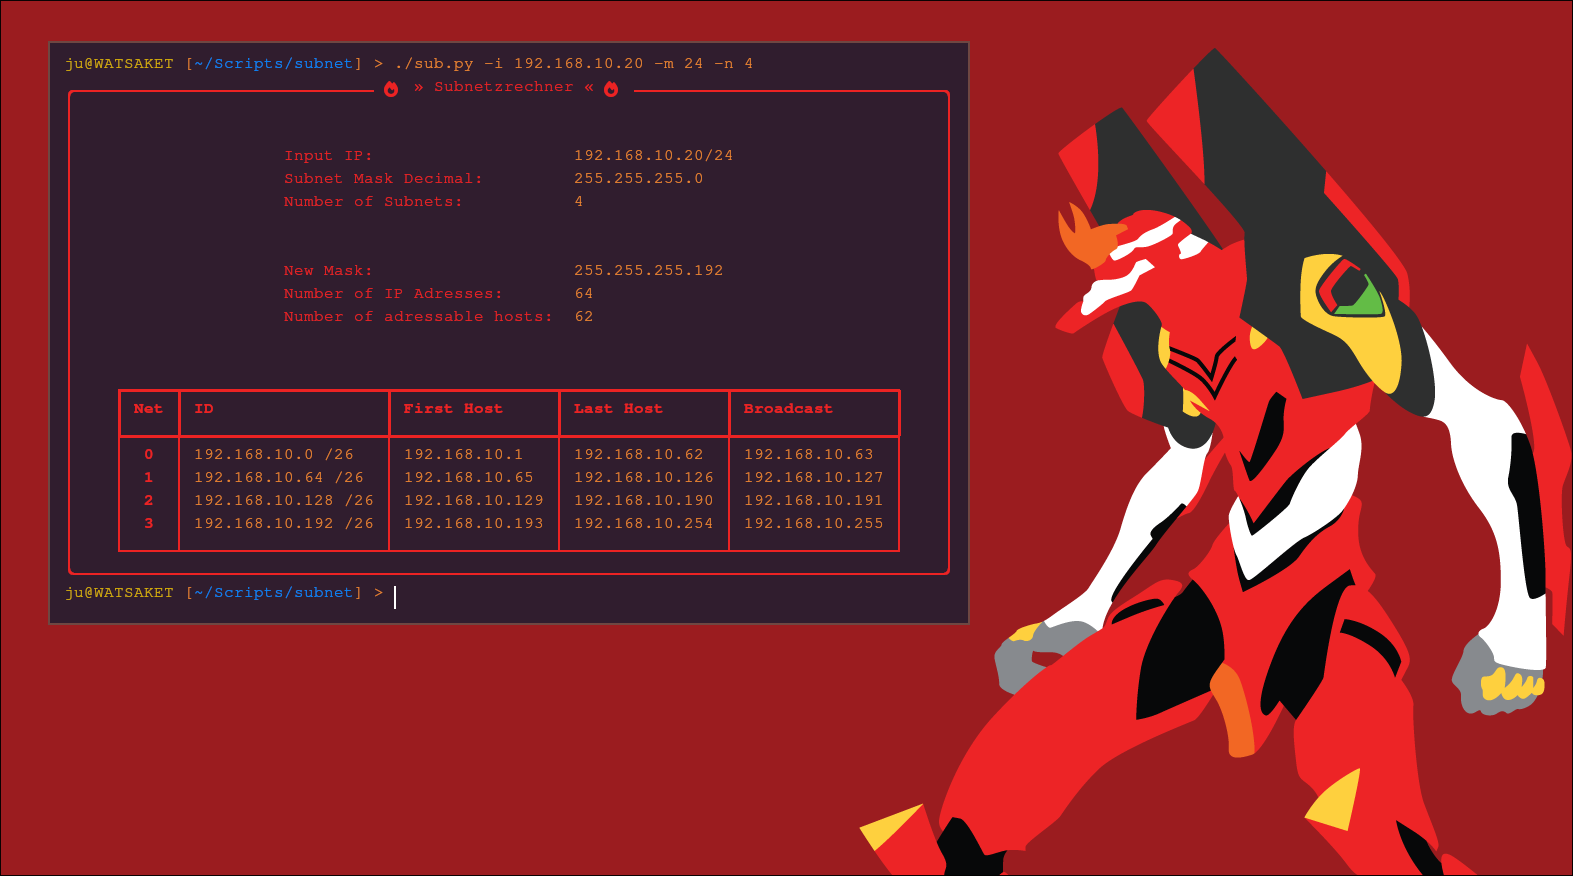 ju@WATSAKET [~/Scripts/subnet] > ./sub.py -i 192.168.10.20 -m 24 -n 4
» Subnetzrechner «
Input IP: 192.168.10.20/24
Subnet Mask Decimal: 255.255.255.0
Number of Subnets: 4
New Mask: 255.255.255.192
Number of IP Adresses: 64
Number of adressable hosts: 62
Net ID First Host Last Host Broadcast
0 192.168.10.0 /26 192.168.10.1 192.168.10.62 192.168.10.63
1 192.168.10.64 /26 192.168.10.65 192.168.10.126 192.168.10.127
2 192.168.10.128 /26 192.168.10.129 192.168.10.190 192.168.10.191
3 192.168.10.192 /26 192.168.10.193 192.168.10.254 192.168.10.255
ju@WATSAKET [~/Scripts/subnet] >